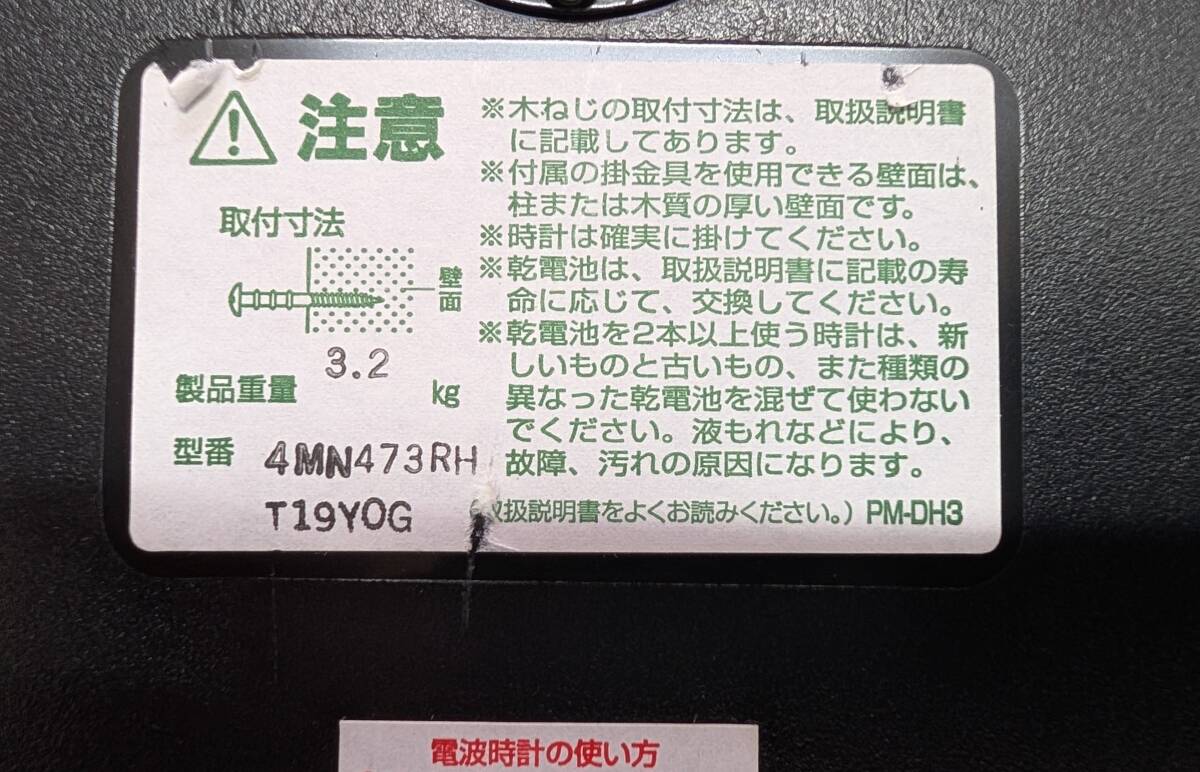 注意
取付寸法
壁面
3.2
製品重量 kg
型番 4MN473RH
T19YOG
※木ねじの取付寸法は、取扱説明書
に記載してあります。
※付属の掛金具を使用できる壁面は、
柱または木質の厚い壁面です。
※時計は確実に掛けてください。
※乾電池は、取扱説明書に記載の寿
命に応じて、交換してください。
※乾電池を2本以上使う時計は、新
しいものと古いもの、また種類の
異なった乾電池を混ぜて使わない
でください。液もれなどにより、
故障、汚れの原因になります。
扱説明書をよくお読みください。) PM-DH3
電波時計の使い方